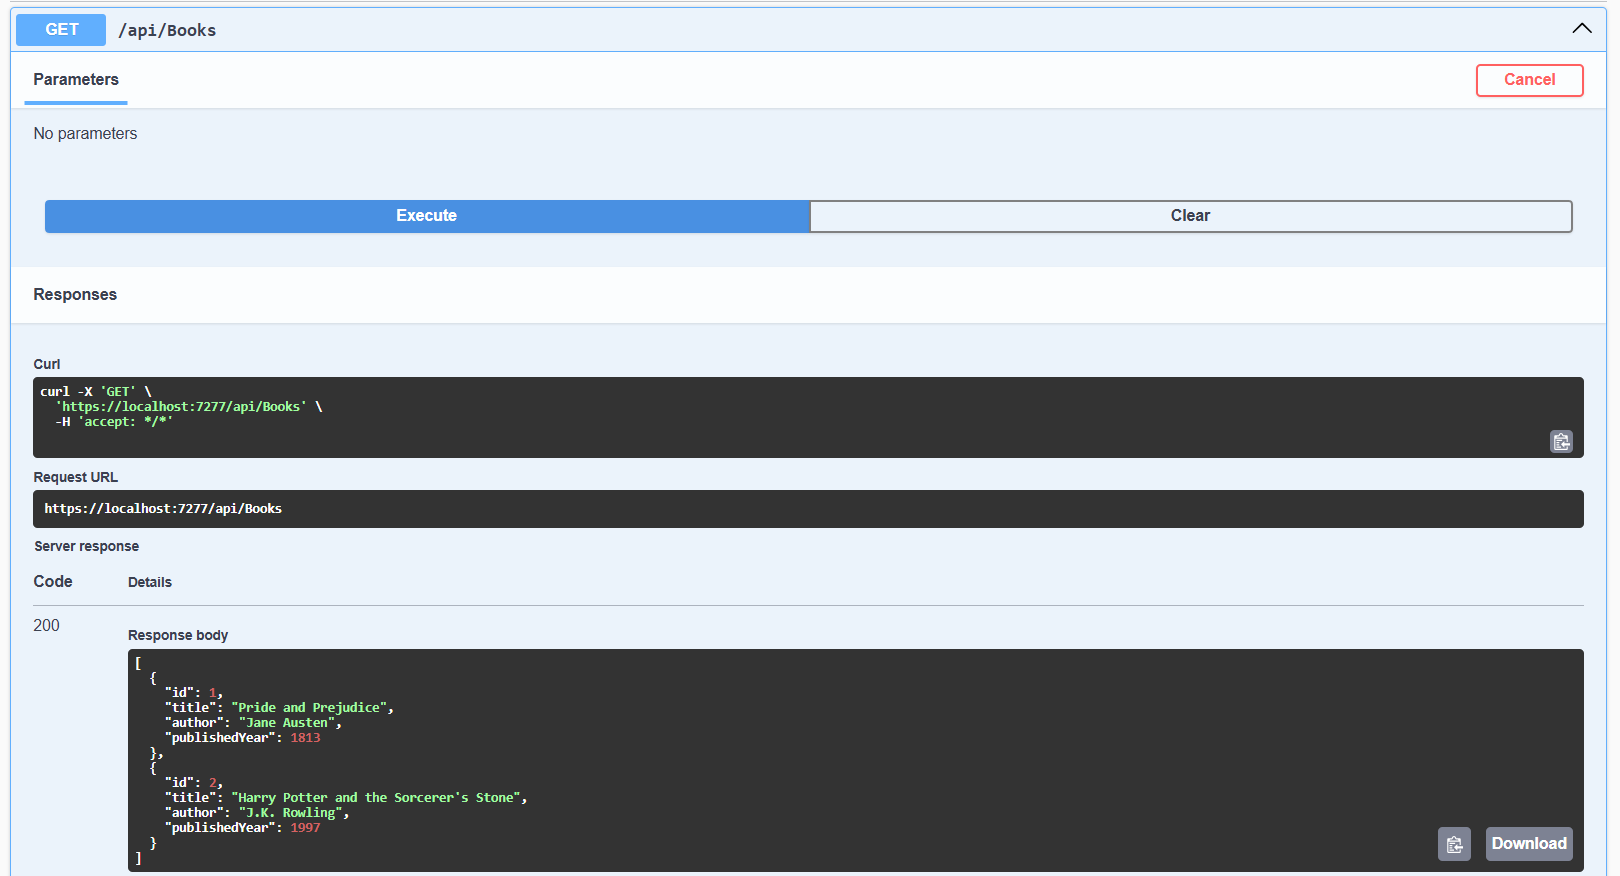 GET /api/Books
Parameters
Cancel
No parameters
Execute
Clear
Responses
Curl
curl -X 'GET' \
  'https://localhost:7277/api/Books' \
  -H 'accept: */*'
Request URL
https://localhost:7277/api/Books
Server response
Code Details
200
Response body
[
  {
    "id": 1,
    "title": "Pride and Prejudice",
    "author": "Jane Austen",
    "publishedYear": 1813
  },
  {
    "id": 2,
    "title": "Harry Potter and the Sorcerer's Stone",
    "author": "J.K. Rowling",
    "publishedYear": 1997
  }
]
Download